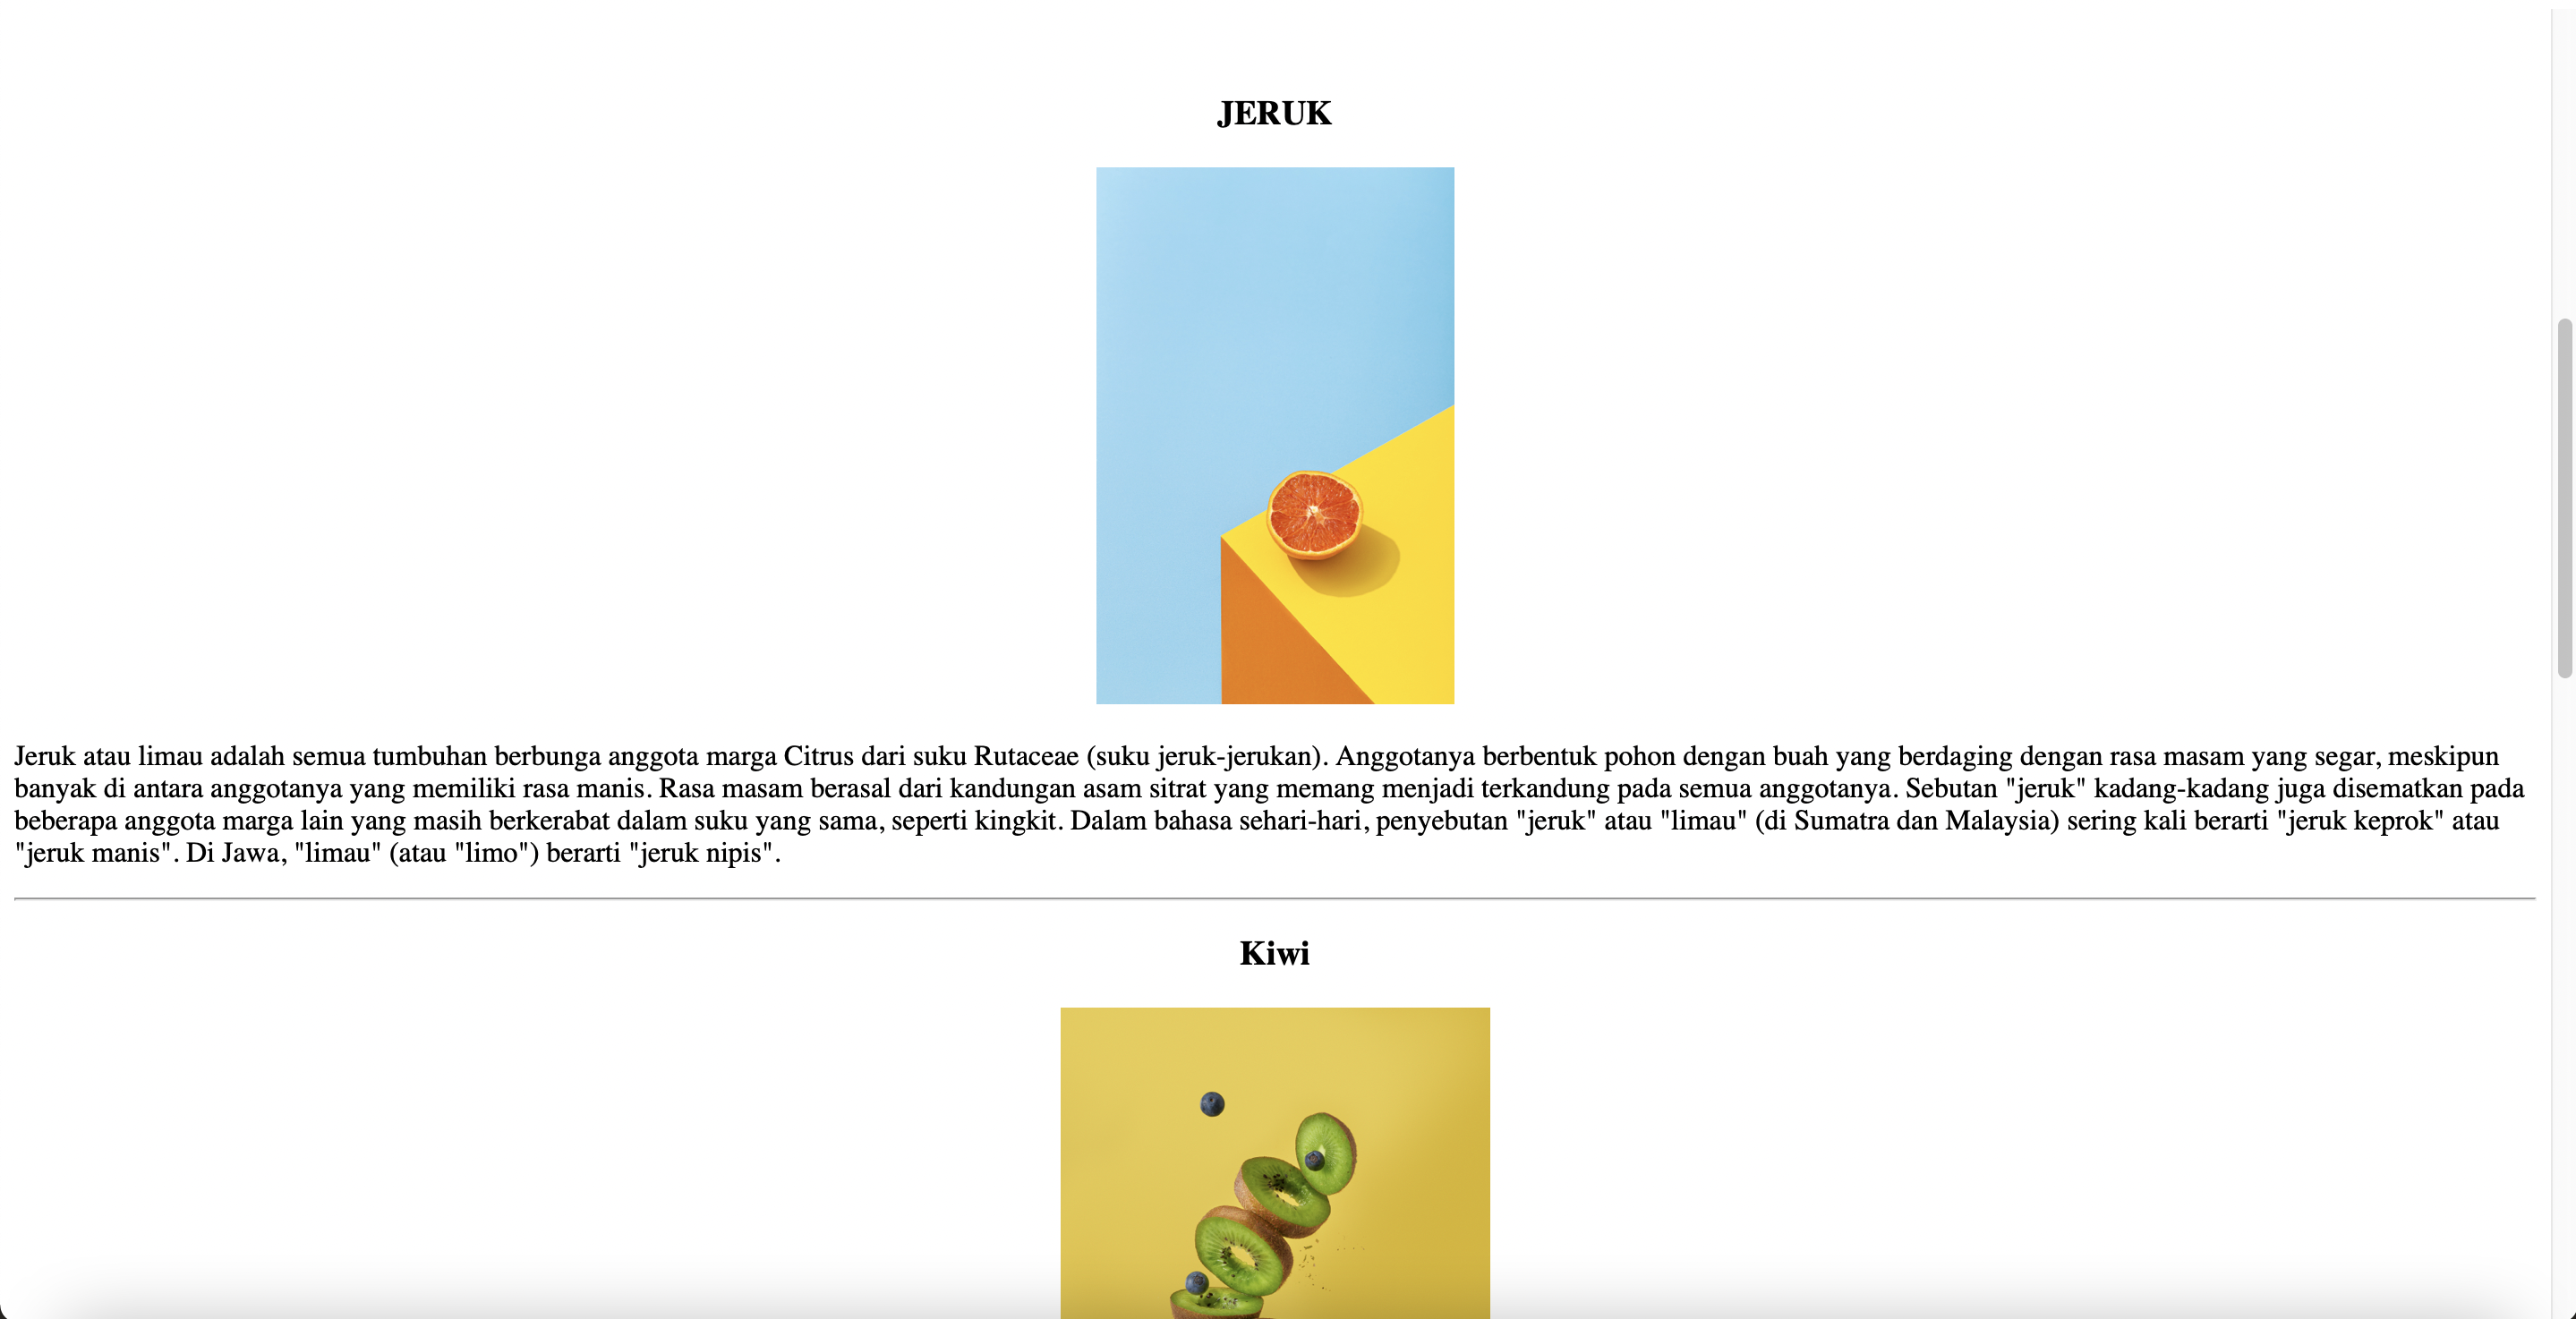 JERUK
Jeruk atau limau adalah semua tumbuhan berbunga anggota marga Citrus dari suku Rutaceae (suku jeruk-jerukan). Anggotanya berbentuk pohon dengan buah yang berdaging dengan rasa masam yang segar, meskipun
banyak di antara anggotanya yang memiliki rasa manis. Rasa masam berasal dari kandungan asam sitrat yang memang menjadi terkandung pada semua anggotanya. Sebutan "jeruk" kadang-kadang juga disematkan pada
beberapa anggota marga lain yang masih berkerabat dalam suku yang sama, seperti kingkit. Dalam bahasa sehari-hari, penyebutan "jeruk" atau "limau" (di Sumatra dan Malaysia) sering kali berarti "jeruk keprok" atau
"jeruk manis". Di Jawa, "limau" (atau "limo") berarti "jeruk nipis".
Kiwi